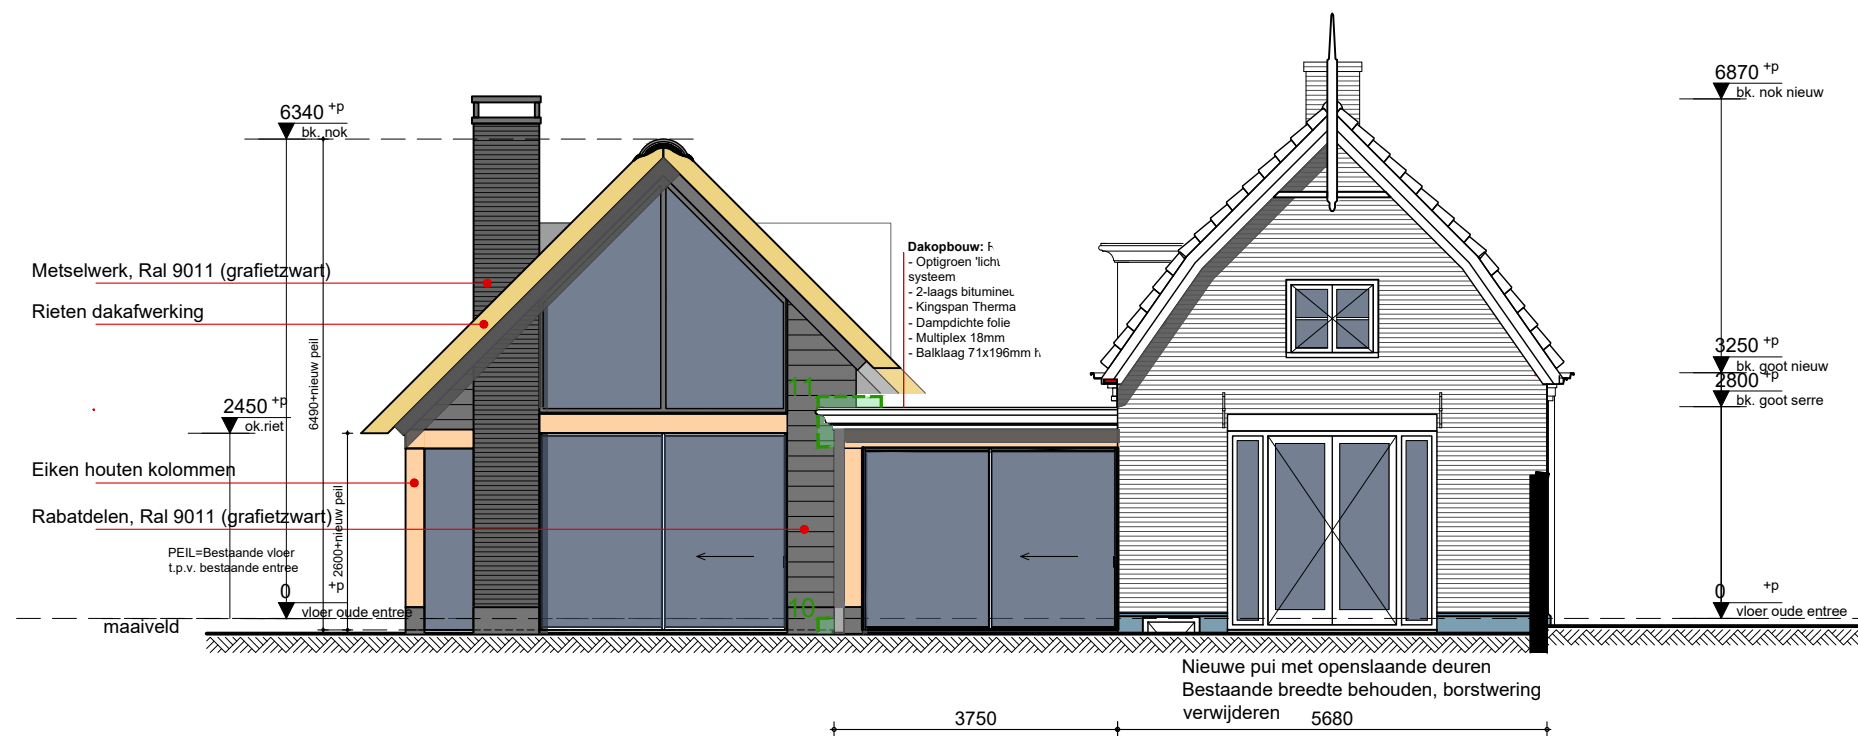 6340 +p
bk. nok
Metselwerk, Ral 9011 (grafietzwart)
Rieten dakafwerking
6490+nieuw peil
2450 +p
ok.riet
Eiken houten kolommen
2600+nieuw peil
Rabatdelen, Ral 9011 (grafietzwart)
PEIL=Bestaande vloer
t.p.v. bestaande entree
0 +p
vloer oude entree
maaiveld
Dakopbouw:
- Optigroen
systeem
- 2-laags
- Kingspan Therma
- Dampdichte folie
- Multiplex 18mm
- Balklaag 71x196mm
11
10
6870 +p
bk. nok nieuw
3250 +p
bk. goot nieuw
2800 +p
bk. goot serre
0 +p
vloer oude entree
Nieuwe pui met openslaande deuren
Bestaande breedte behouden, borstwering
verwijderen
3750
5680